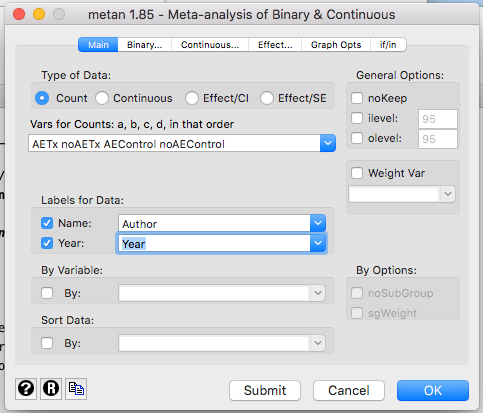 metan 1.85 - Meta-analysis of Binary & Continuous
Main Binary... Continuous... Effect... Graph Opts if/in
Type of Data:
Count Continuous Effect/CI Effect/SE
Vars for Counts: a, b, c, d, in that order
AETx noAETx AEControl noAEControl
General Options:
noKeep
ilevel: 95
olevel: 95
Weight Var
Labels for Data:
Name: Author
Year: Year
By Variable:
By:
By Options:
noSubGroup
sgWeight
Sort Data:
By:
? R
Submit Cancel OK